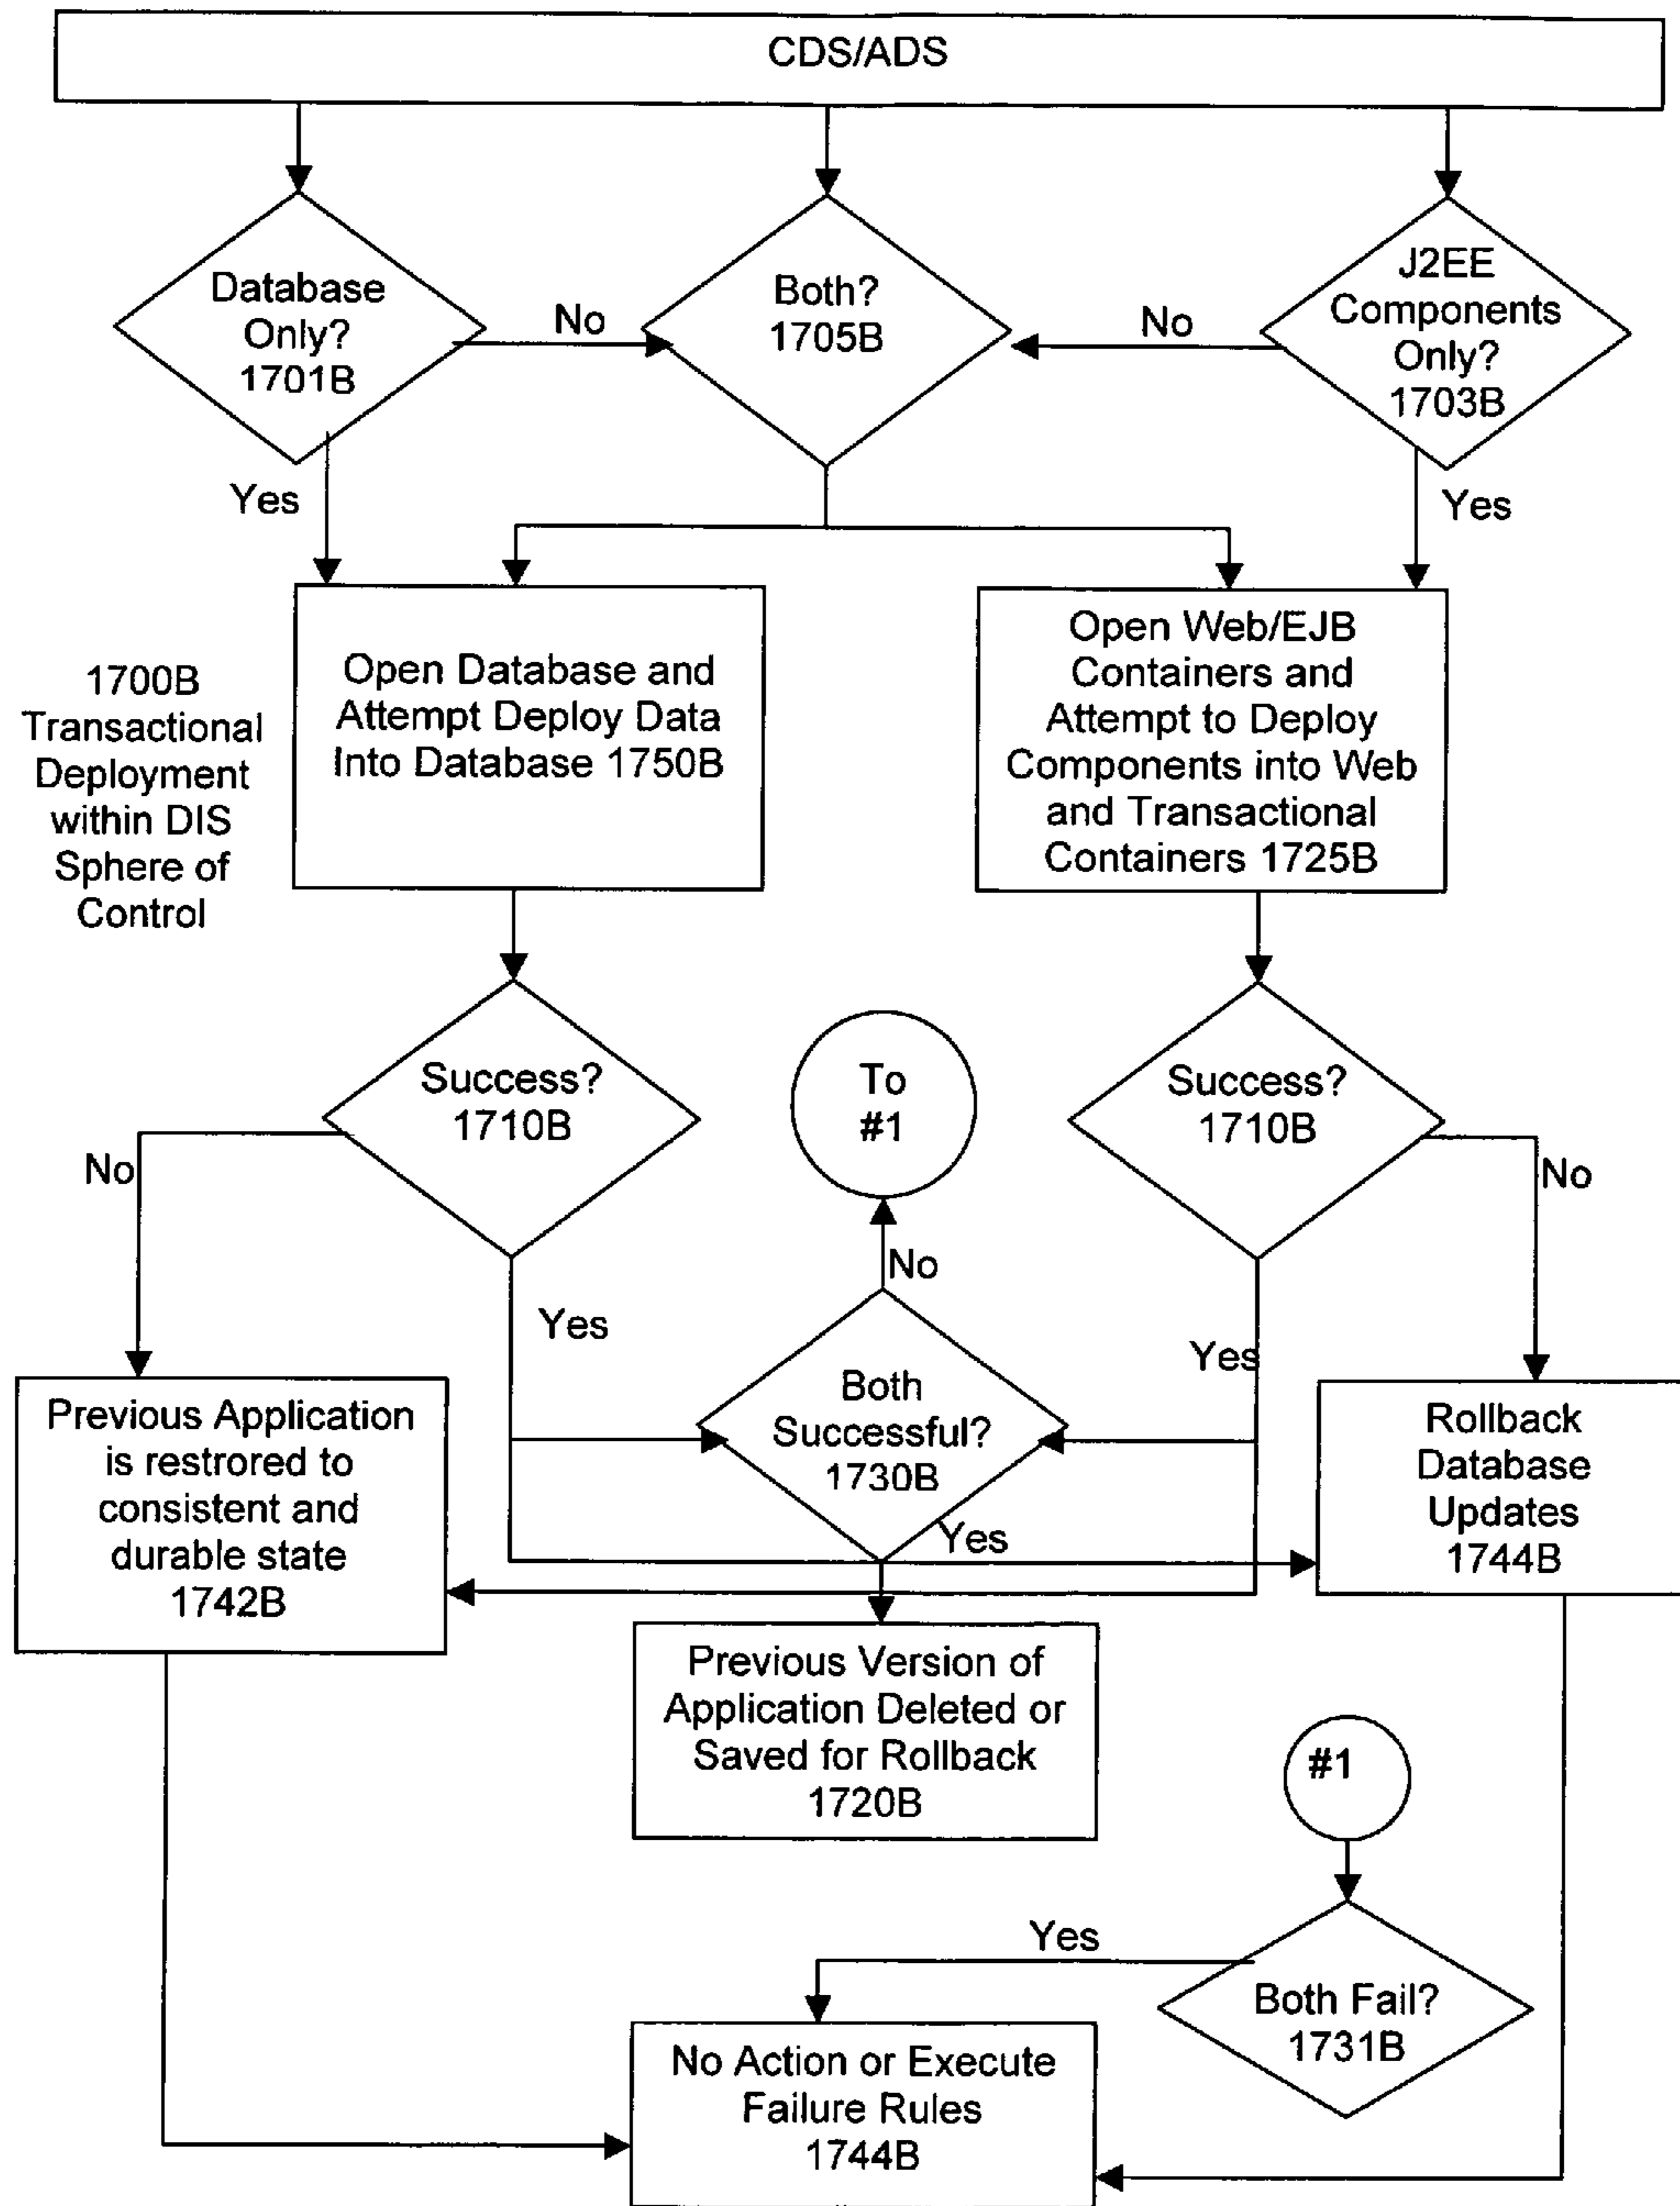 CDS/ADS
Database
Only?
1701B
No
Both?
1705B
No
J2EE
Components
Only?
1703B
Yes
Yes
1700B
Transactional
Deployment
within DIS
Sphere of
Control
Open Database and
Attempt Deploy Data
Into Database 1750B
Open Web/EJB
Containers and
Attempt to Deploy
Components into Web
and Transactional
Containers 1725B
Success?
1710B
To
#1
Success?
1710B
No
No
No
Yes
Yes
Both
Successful?
1730B
Yes
Previous Application
is restrored to
consistent and
durable state
1742B
Rollback
Database
Updates
1744B
Previous Version of
Application Deleted or
Saved for Rollback
1720B
#1
Yes
Both Fail?
1731B
No Action or Execute
Failure Rules
1744B